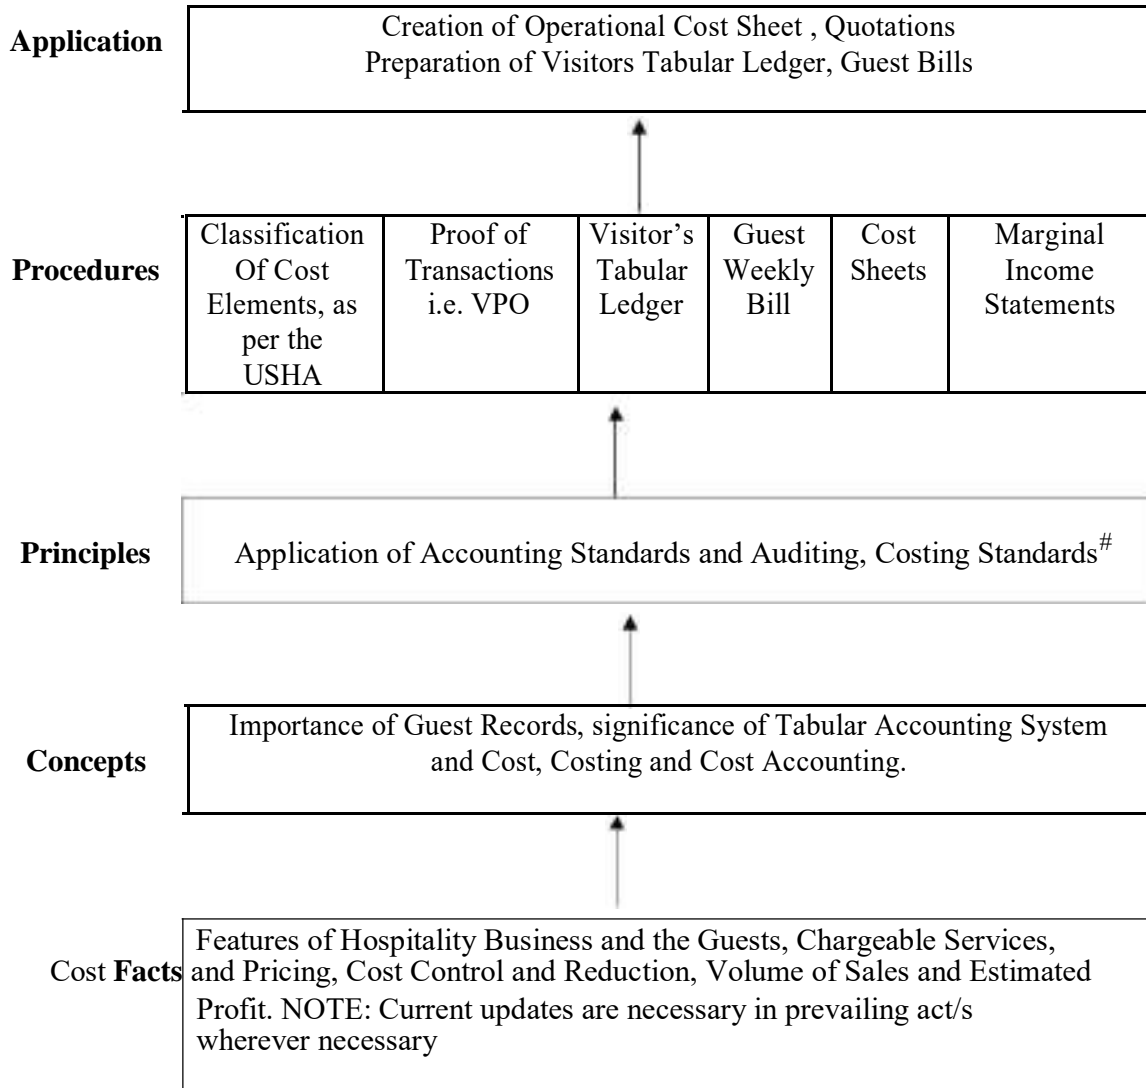 Application
Creation of Operational Cost Sheet , Quotations
Preparation of Visitors Tabular Ledger, Guest Bills
Procedures
Classification
Of Cost
Elements, as
per the
USHA
Proof of
Transactions
i.e. VPO
Visitor’s
Tabular
Ledger
Guest
Weekly
Bill
Cost
Sheets
Marginal
Income
Statements
Principles
Application of Accounting Standards and Auditing, Costing Standards#
Concepts
Importance of Guest Records, significance of Tabular Accounting System
and Cost, Costing and Cost Accounting.
Features of Hospitality Business and the Guests, Chargeable Services,
Cost Facts and Pricing, Cost Control and Reduction, Volume of Sales and Estimated
Profit. NOTE: Current updates are necessary in prevailing act/s
wherever necessary